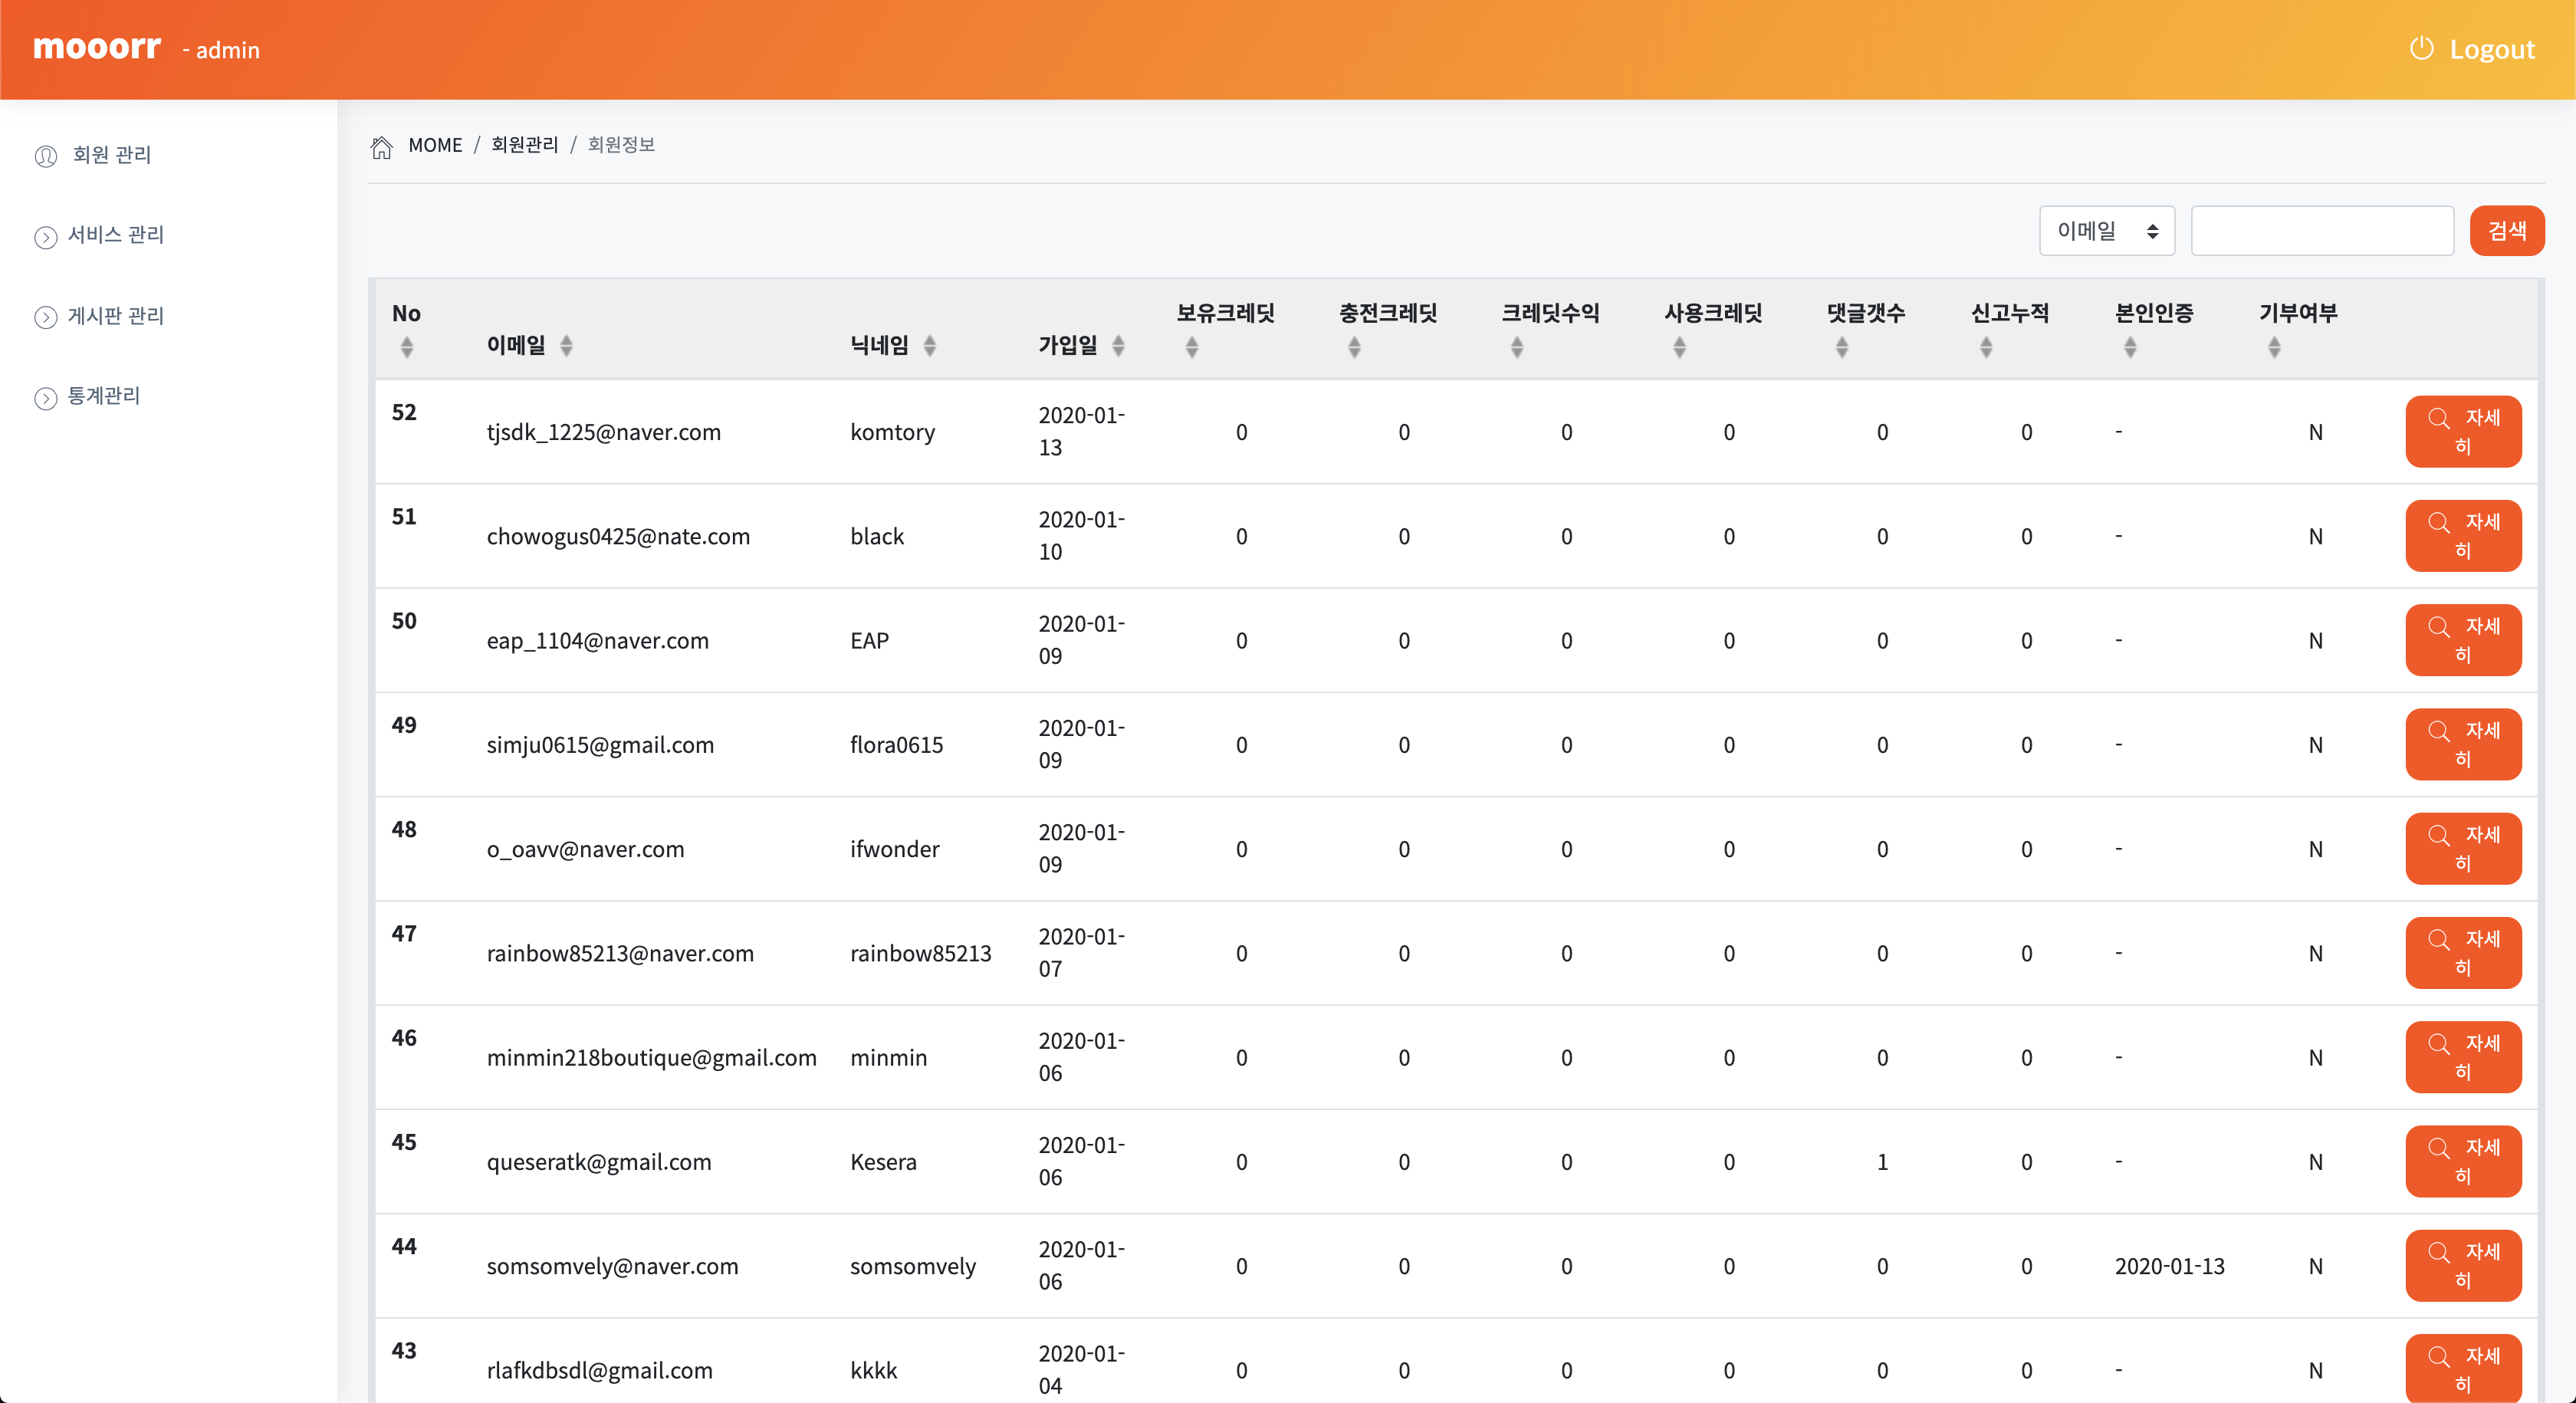 mooorr - admin
Logout
회원 관리
서비스 관리
게시판 관리
통계관리
MOME / 회원관리 / 회원정보
이메일 검색
No 이메일 닉네임 가입일 보유크레딧 충전크레딧 크레딧수익 사용크레딧 댓글갯수 신고누적 본인인증 기부여부
52 tjsdk_1225@naver.com komtory 2020-01- 0 0 0 0 0 0 - N 자세
13 히
51 chowogus0425@nate.com black 2020-01- 0 0 0 0 0 0 - N 자세
10 히
50 eap_1104@naver.com EAP 2020-01- 0 0 0 0 0 0 - N 자세
09 히
49 simju0615@gmail.com flora0615 2020-01- 0 0 0 0 0 0 - N 자세
09 히
48 o_oavv@naver.com ifwonder 2020-01- 0 0 0 0 0 0 - N 자세
09 히
47 rainbow85213@naver.com rainbow85213 2020-01- 0 0 0 0 0 0 - N 자세
07 히
46 minmin218boutique@gmail.com minmin 2020-01- 0 0 0 0 0 0 - N 자세
06 히
45 queseratk@gmail.com Kesera 2020-01- 0 0 0 0 1 0 - N 자세
06 히
44 somsomvely@naver.com somsomvely 2020-01- 0 0 0 0 0 0 2020-01-13 N 자세
06 히
43 rlafkdbsdl@gmail.com kkkk 2020-01- 0 0 0 0 0 0 - N 자세
04 히